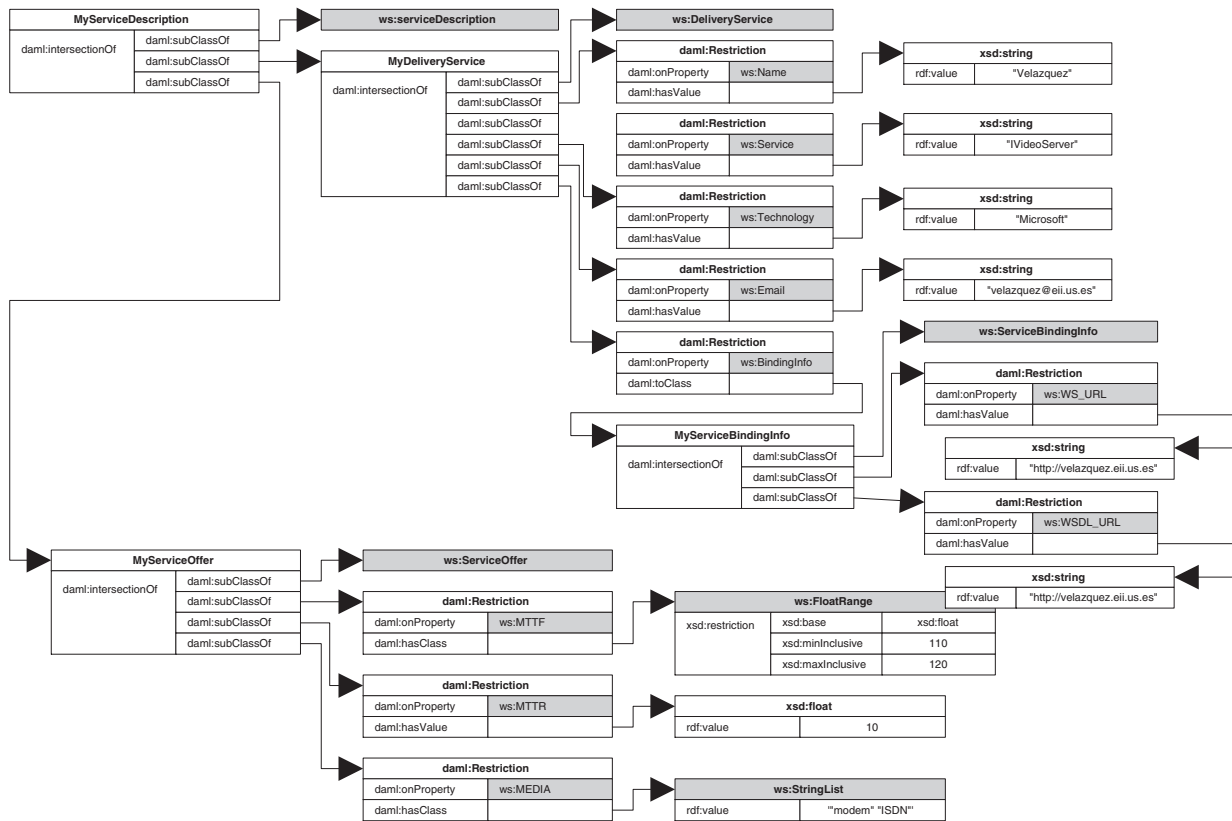 MyServiceDescription
daml:intersectionOf
daml:subClassOf
daml:subClassOf
daml:subClassOf
ws:serviceDescription
MyDeliveryService
daml:intersectionOf
daml:subClassOf
daml:subClassOf
daml:subClassOf
daml:subClassOf
daml:subClassOf
daml:subClassOf
ws:DeliveryService
daml:Restriction
daml:onProperty ws:Name
daml:hasValue
xsd:string
rdf:value "Velazquez"
daml:Restriction
daml:onProperty ws:Service
daml:hasValue
xsd:string
rdf:value "IVideoServer"
daml:Restriction
daml:onProperty ws:Technology
daml:hasValue
xsd:string
rdf:value "Microsoft"
daml:Restriction
daml:onProperty ws:Email
daml:hasValue
xsd:string
rdf:value "velazquez@eii.us.es"
daml:Restriction
daml:onProperty ws:BindingInfo
daml:toClass
MyServiceBindingInfo
daml:intersectionOf
daml:subClassOf
daml:subClassOf
daml:subClassOf
ws:ServiceBindingInfo
daml:Restriction
daml:onProperty ws:WS_URL
daml:hasValue
xsd:string
rdf:value "http://velazquez.eii.us.es"
daml:Restriction
daml:onProperty ws:WSDL_URL
daml:hasValue
xsd:string
rdf:value "http://velazquez.eii.us.es"
MyServiceOffer
daml:intersectionOf
daml:subClassOf
daml:subClassOf
daml:subClassOf
daml:subClassOf
ws:ServiceOffer
daml:Restriction
daml:onProperty ws:MTTF
daml:hasClass
ws:FloatRange
xsd:restriction
xsd:base xsd:float
xsd:minInclusive 110
xsd:maxInclusive 120
daml:Restriction
daml:onProperty ws:MTTR
daml:hasValue
xsd:float
rdf:value 10
daml:Restriction
daml:onProperty ws:MEDIA
daml:hasClass
ws:StringList
rdf:value '"modem" "ISDN"'